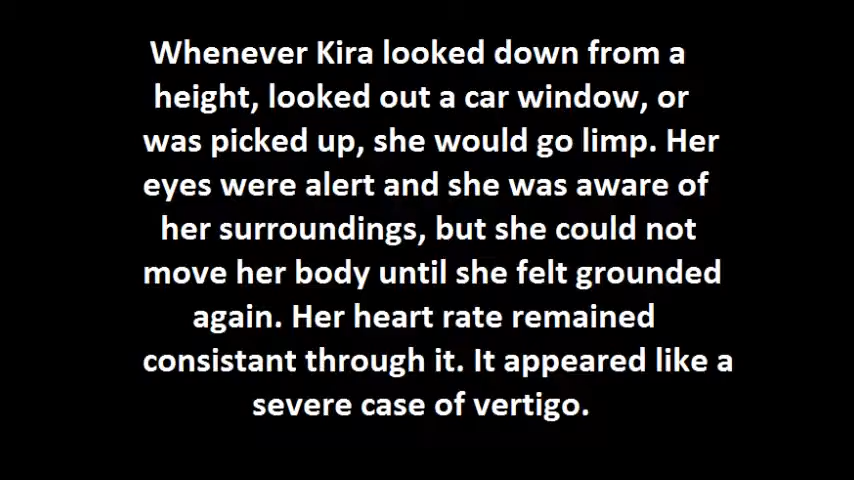 Whenever Kira looked down from a
height, looked out a car window, or
was picked up, she would go limp. Her
eyes were alert and she was aware of
her surroundings, but she could not
move her body until she felt grounded
again. Her heart rate remained
consistant through it. It appeared like a
severe case of vertigo.